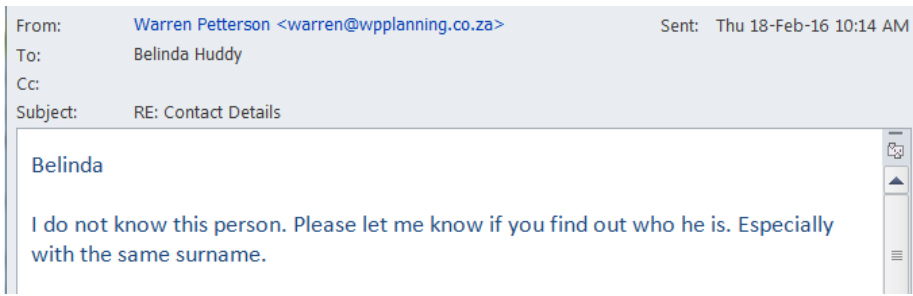 From: Warren Petterson <warren@wpplanning.co.za> Sent: Thu 18-Feb-16 10:14 AM
To: Belinda Huddy
Cc:
Subject: RE: Contact Details
Belinda
I do not know this person. Please let me know if you find out who he is. Especially
with the same surname.